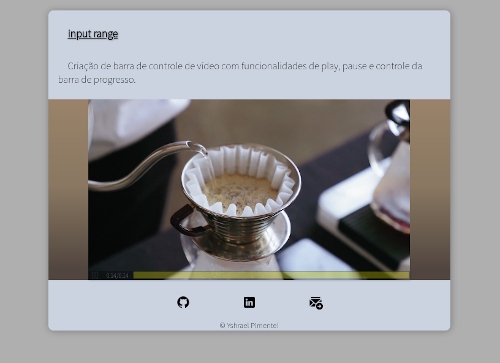 input range
Criação de barra de controle de vídeo com funcionalidades de play, pause e controle da
barra de progresso.
© Yshrael Pimentel